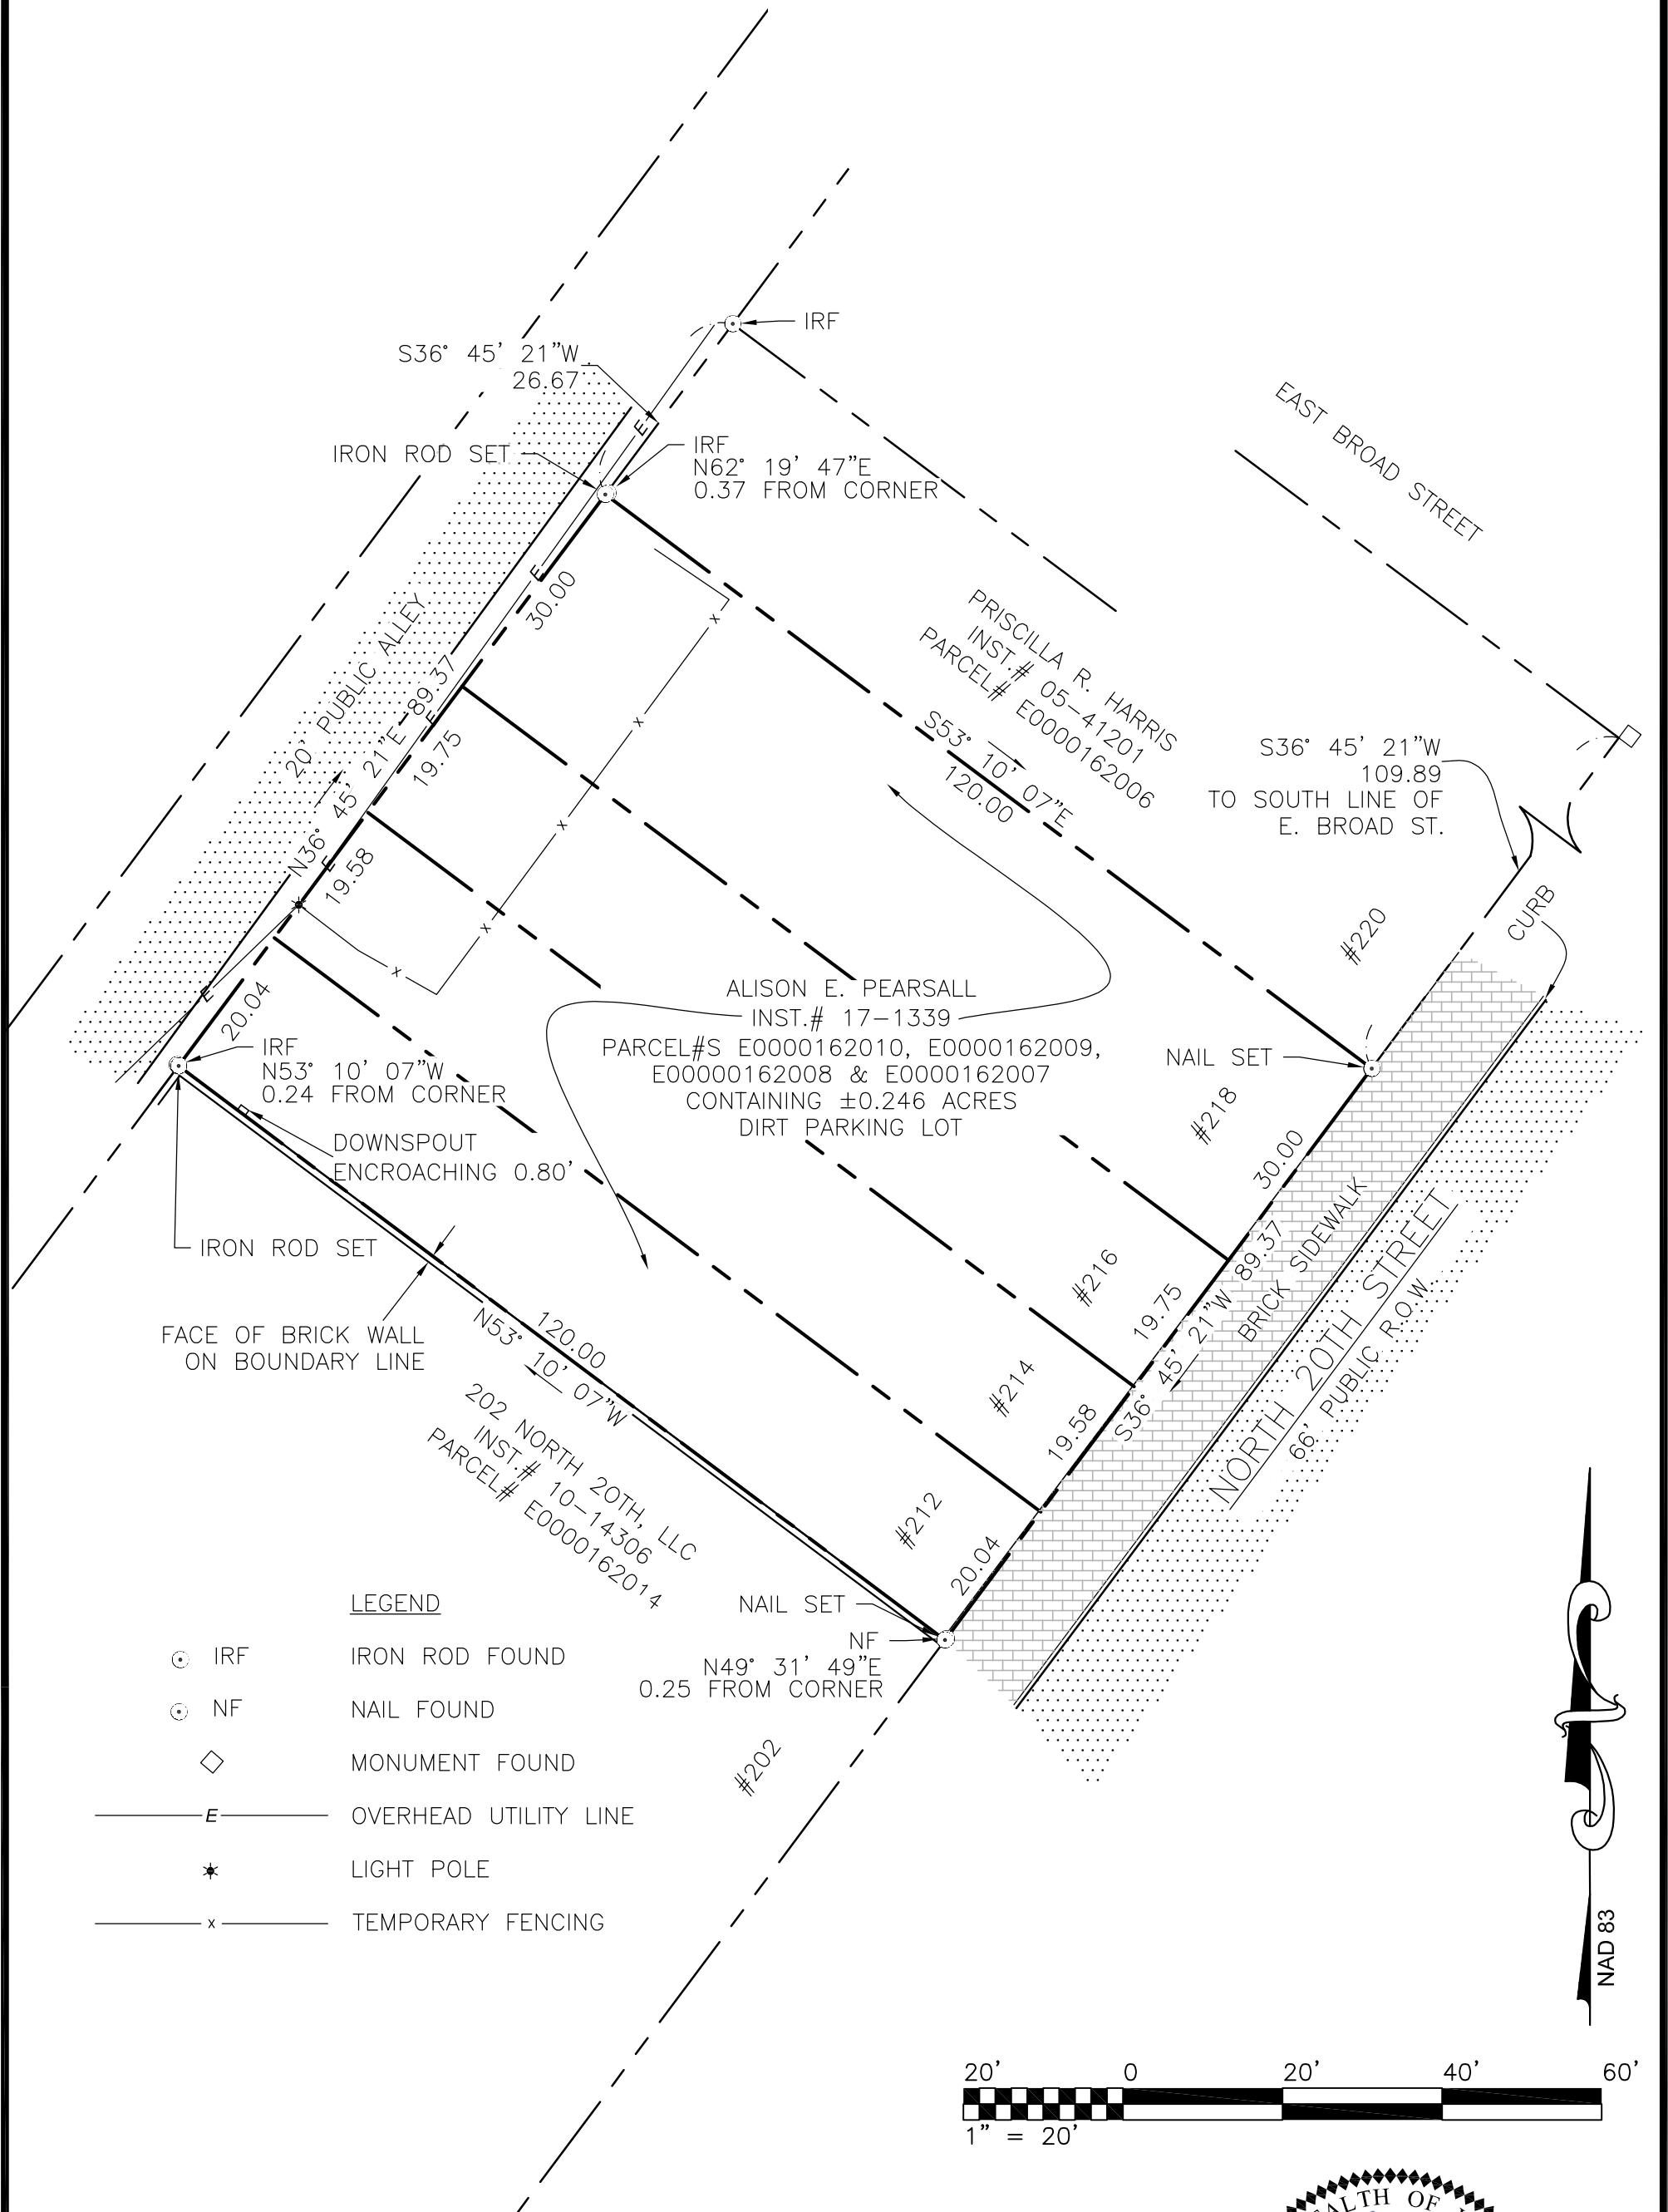 IRF
S36° 45' 21"W
26.67
IRON ROD SET
IRF
N62° 19' 47"E
0.37 FROM CORNER
EAST BROAD STREET
E
E
30.00
20' PUBLIC ALLEY
N36° 45' 21"E 89.37
E
19.75
E
19.58
E
20.04
x
x
x
x
x
PRISCILLA R. HARRIS
INST.# 05-41201
PARCEL# E0000162006
S53° 10' 07"E
120.00
S36° 45' 21"W
109.89
TO SOUTH LINE OF
E. BROAD ST.
CURB
#220
ALISON E. PEARSALL
INST.# 17-1339
PARCEL#S E0000162010, E0000162009,
E00000162008 & E0000162007
CONTAINING ±0.246 ACRES
DIRT PARKING LOT
NAIL SET
#218
30.00
IRF
N53° 10' 07"W
0.24 FROM CORNER
DOWNSPOUT
ENCROACHING 0.80'
IRON ROD SET
FACE OF BRICK WALL
ON BOUNDARY LINE
120.00
N53° 10' 07"W
202 NORTH 20TH, LLC
INST.# 10-14306
PARCEL# E0000162014
#216
19.75
#214
19.58
#212
20.04
S36° 45' 21"W 89.37
BRICK SIDEWALK
NORTH 20TH STREET
66' PUBLIC R.O.W.
NAIL SET
NF
N49° 31' 49"E
0.25 FROM CORNER
#202
LEGEND
IRF IRON ROD FOUND
NF NAIL FOUND
MONUMENT FOUND
E OVERHEAD UTILITY LINE
LIGHT POLE
x TEMPORARY FENCING
NAD 83
20' 0 20' 40' 60'
1" = 20'
ALTH OF